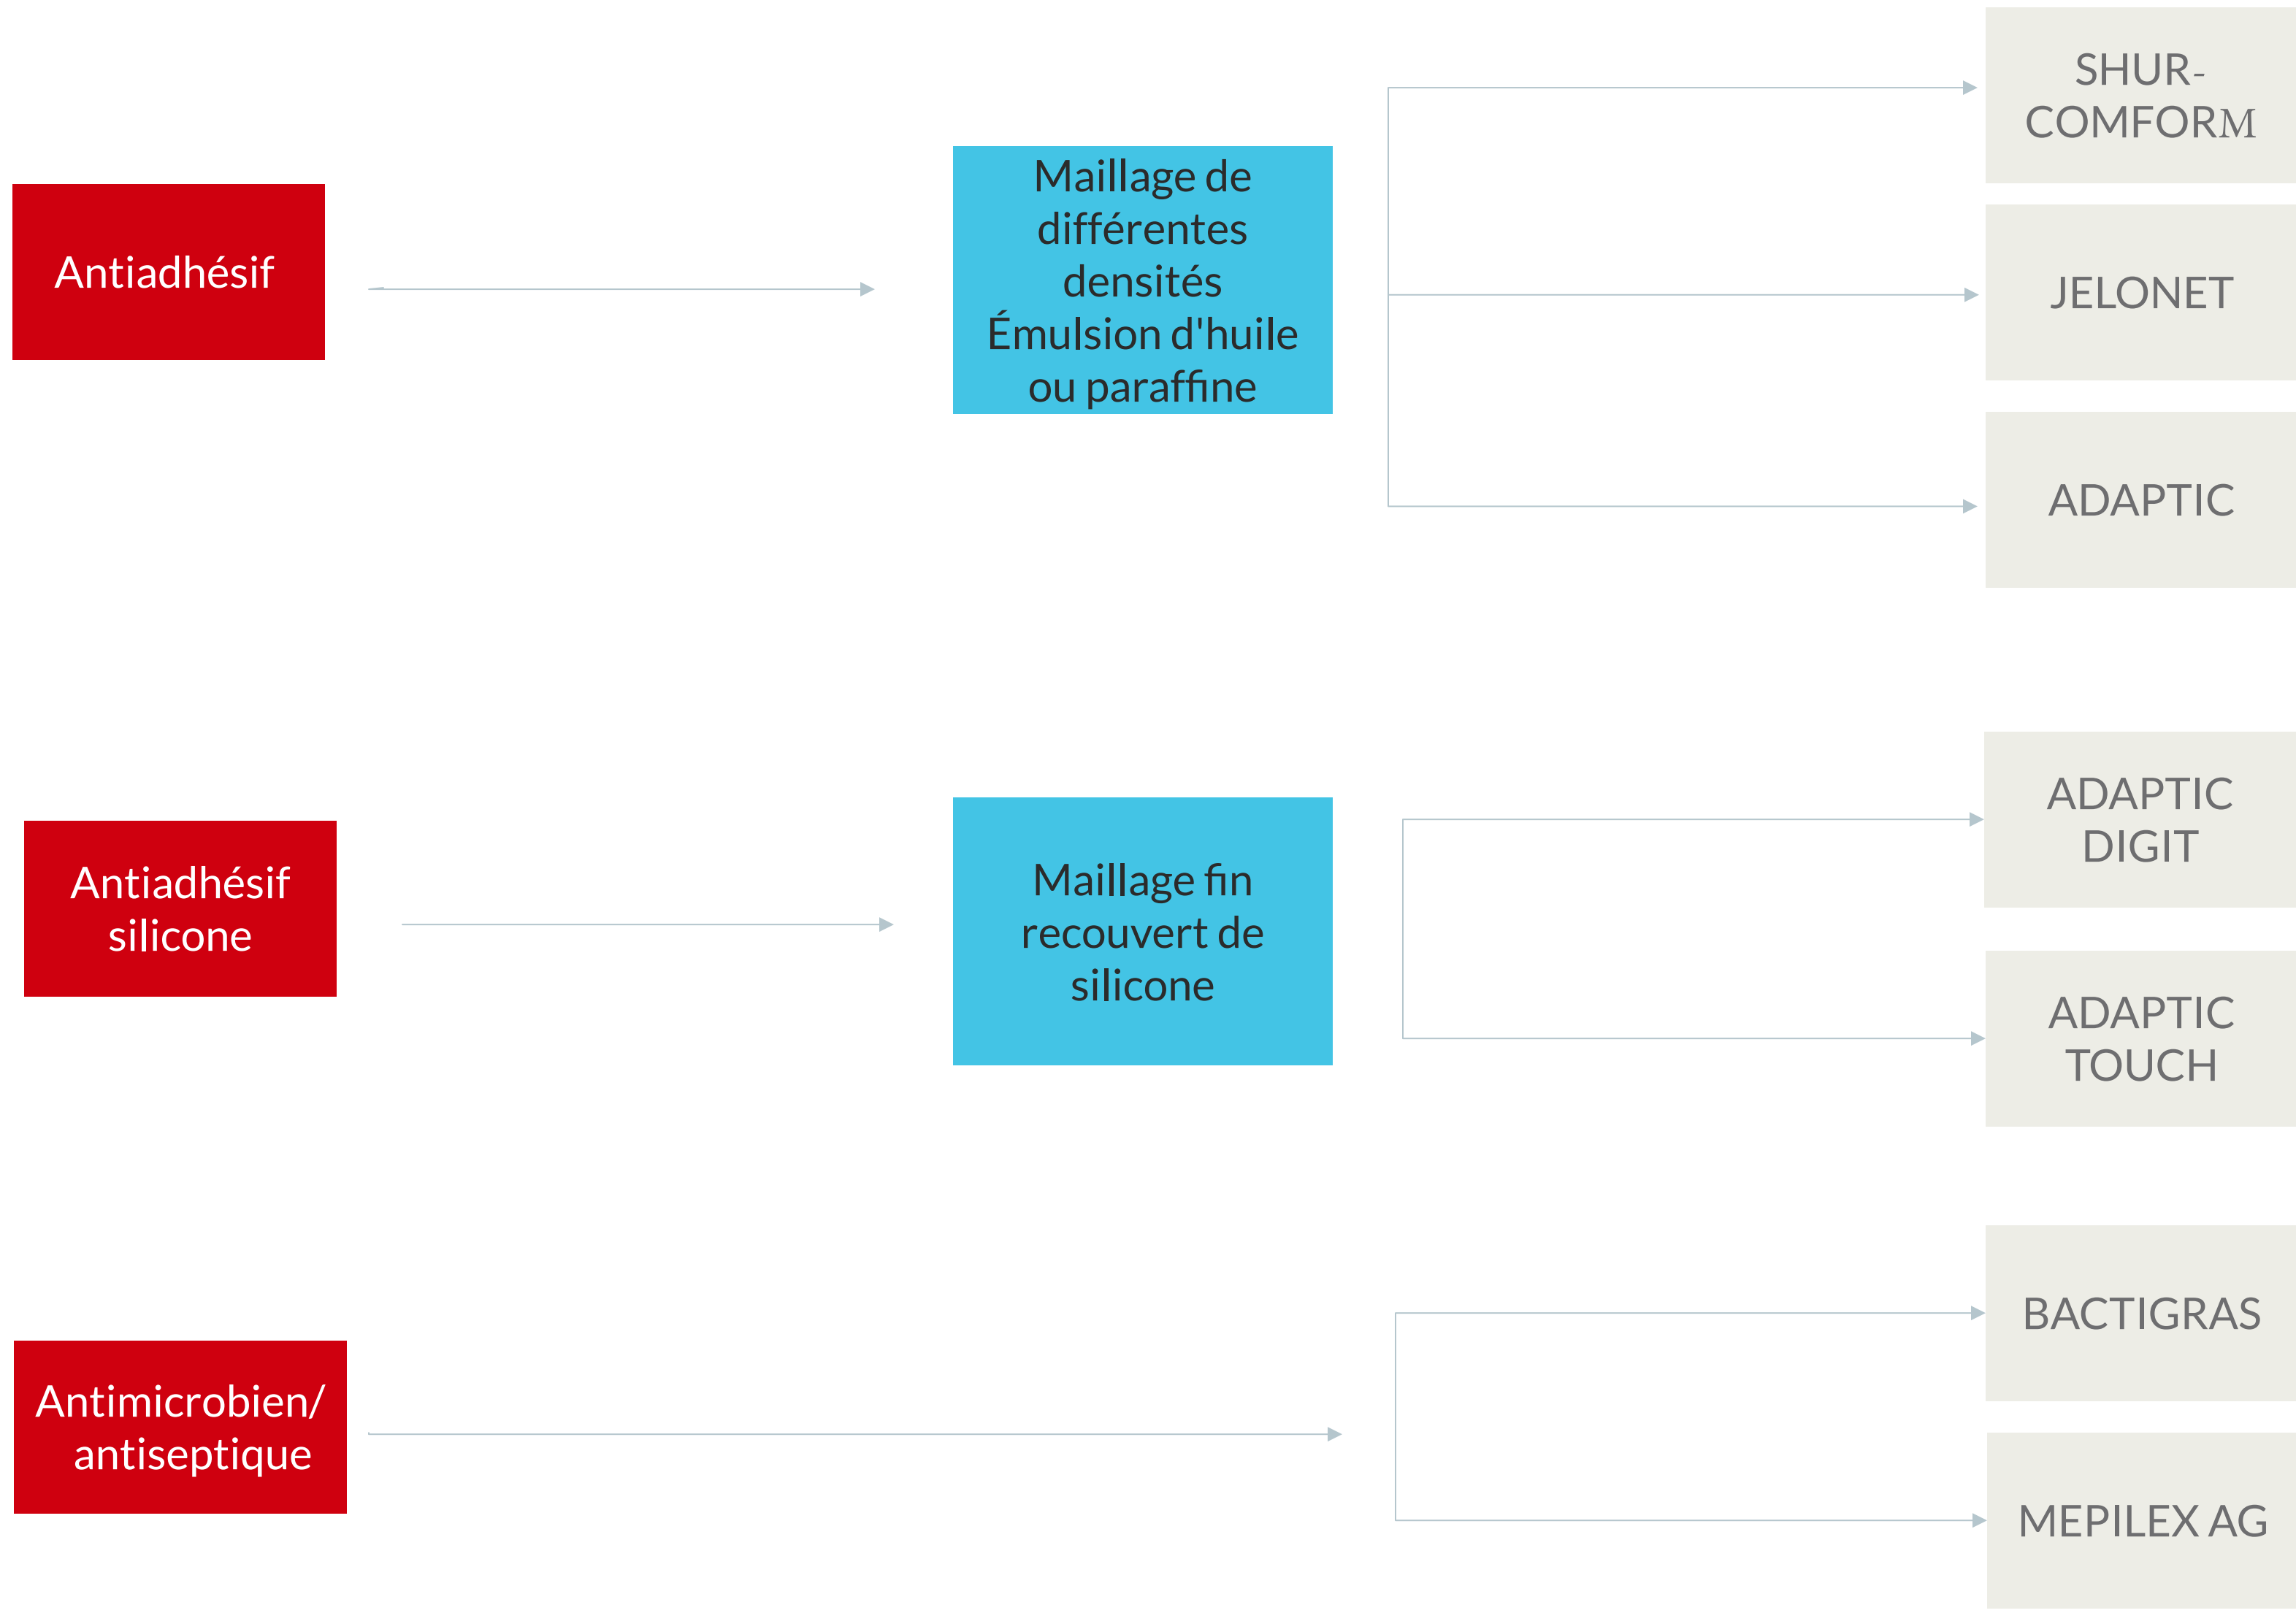 Antiadhésif
Maillage de
différentes
densités
Émulsion d'huile
ou paraffine
SHUR-
COMFORM
JELONET
ADAPTIC
Antiadhésif
silicone
Maillage fin
recouvert de
silicone
ADAPTIC
DIGIT
ADAPTIC
TOUCH
Antimicrobien/
antiseptique
BACTIGRAS
MEPILEX AG